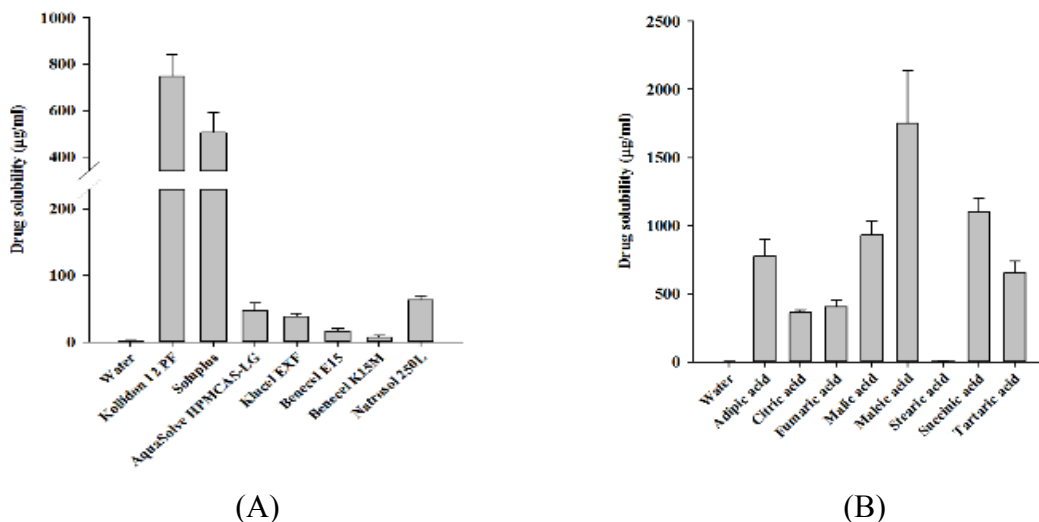 1000
800
600
400
200
100
0
Drug solubility (µg/ml)
Water
Kollidon 12 PF
Soluplus
AquaSolve HPMCAS-LG
Klucel EXF
Benecel E15
Benecel K15M
Natrosol 250L
(A)
2500
2000
1500
1000
500
0
Drug solubility (µg/ml)
Water
Adipic acid
Citric acid
Fumaric acid
Malic acid
Maleic acid
Stearic acid
Succinic acid
Tartaric acid
(B)